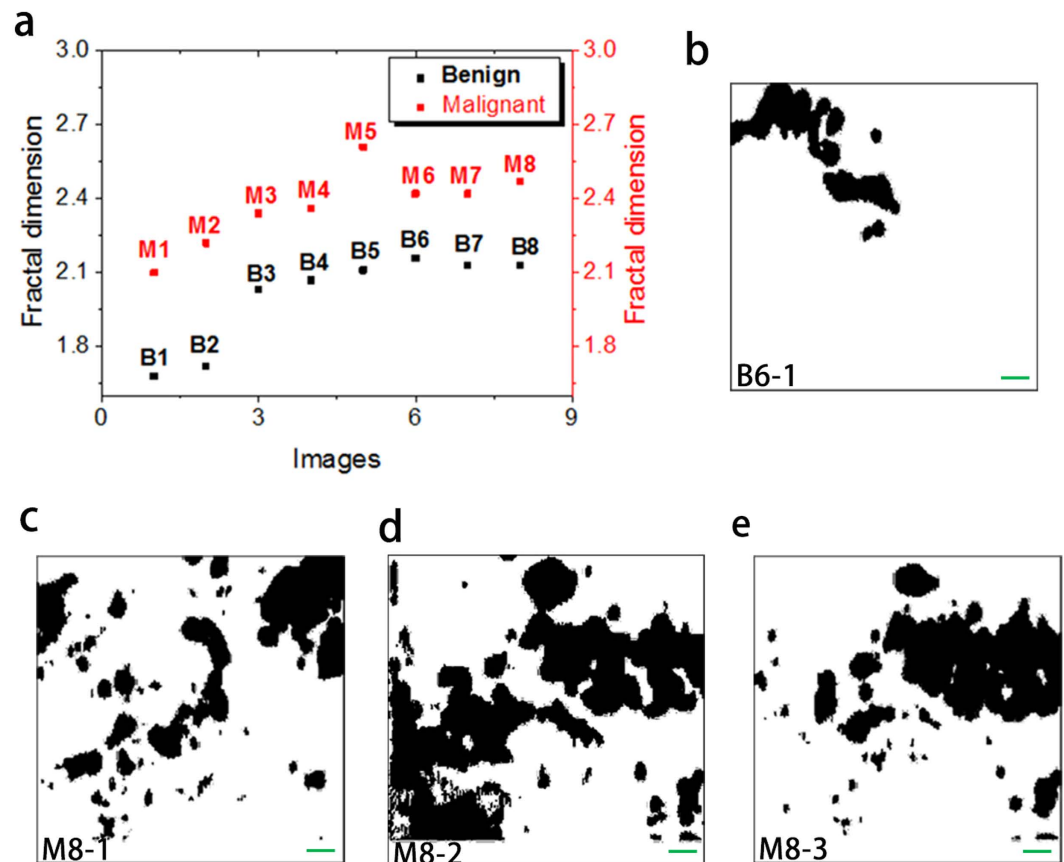 a
3.0
2.7
2.4
2.1
1.8
Fractal dimension
0
3
6
9
Images
3.0
2.7
2.4
2.1
1.8
Fractal dimension
Benign
Malignant
M1
M2
M3
M4
M5
M6
M7
M8
B1
B2
B3
B4
B5
B6
B7
B8
b
B6-1
c
M8-1
d
M8-2
e
M8-3